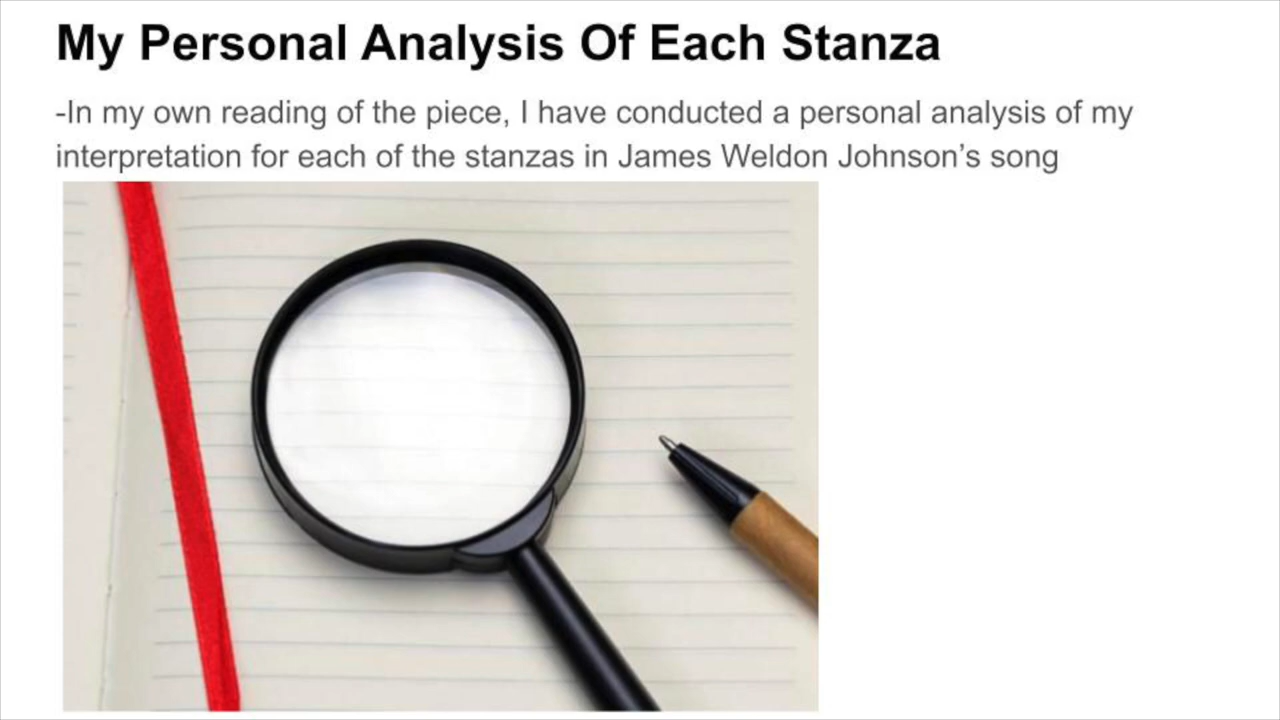 My Personal Analysis Of Each Stanza
-In my own reading of the piece, I have conducted a personal analysis of my
interpretation for each of the stanzas in James Weldon Johnson’s song